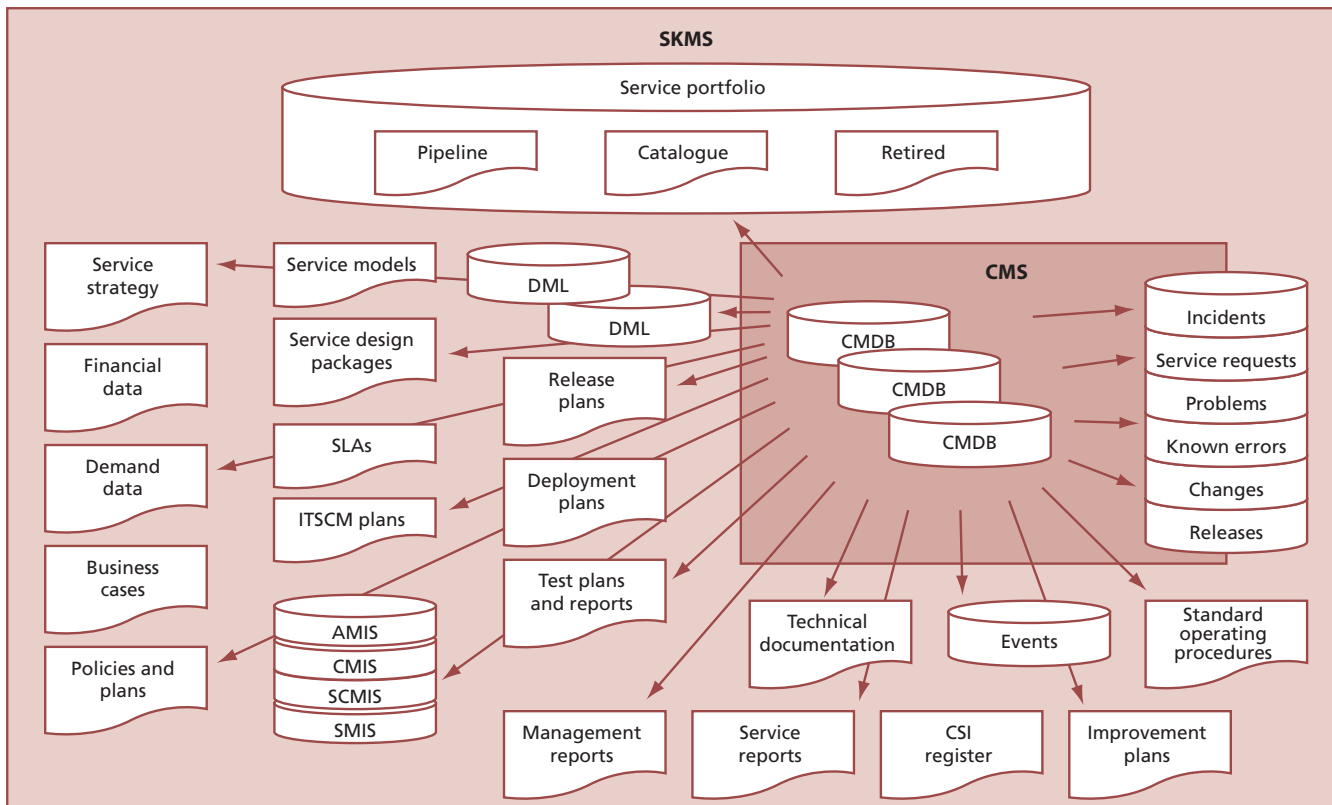 SKMS
Service portfolio
Pipeline
Catalogue
Retired
CMS
Service
strategy
Service models
DML
DML
CMDB
CMDB
CMDB
Incidents
Service requests
Problems
Known errors
Changes
Releases
Financial
data
Service design
packages
Release
plans
Demand
data
SLAs
Deployment
plans
ITSCM plans
Business
cases
Test plans
and reports
AMIS
CMIS
SCMIS
SMIS
Policies and
plans
Technical
documentation
Events
Standard
operating
procedures
Management
reports
Service
reports
CSI
register
Improvement
plans